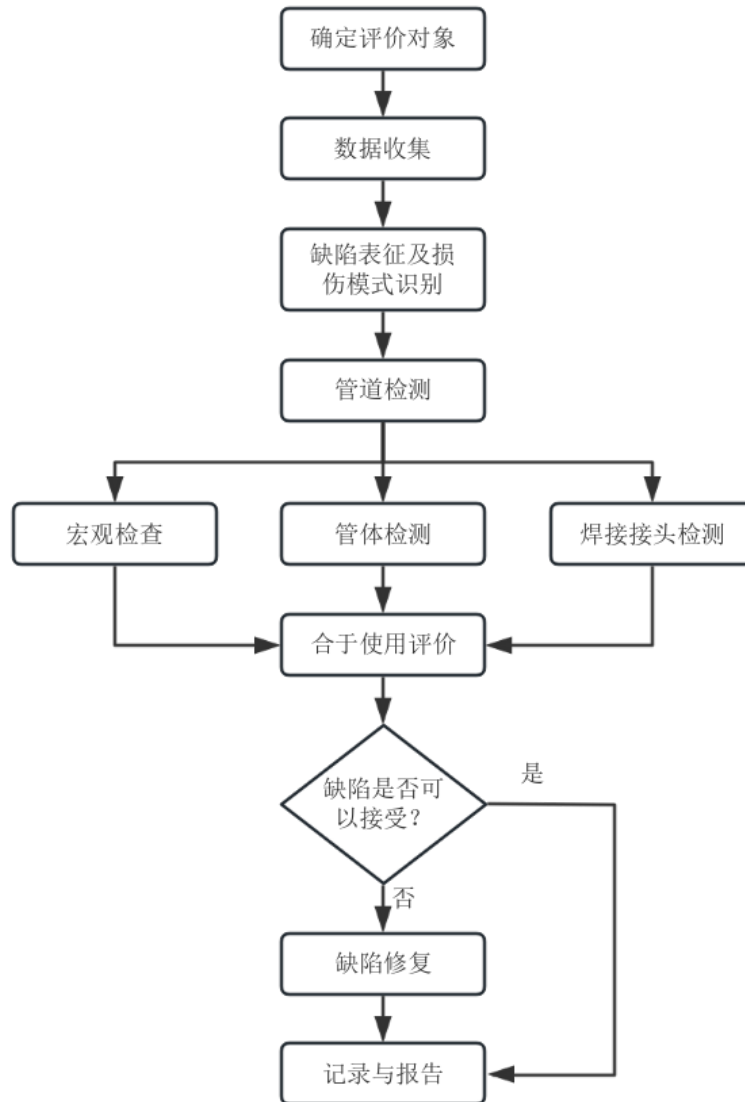 确定评价对象
数据收集
缺陷表征及损
伤模式识别
管道检测
宏观检查
管体检测
焊接接头检测
合于使用评价
缺陷是否可
以接受?
是
否
缺陷修复
记录与报告